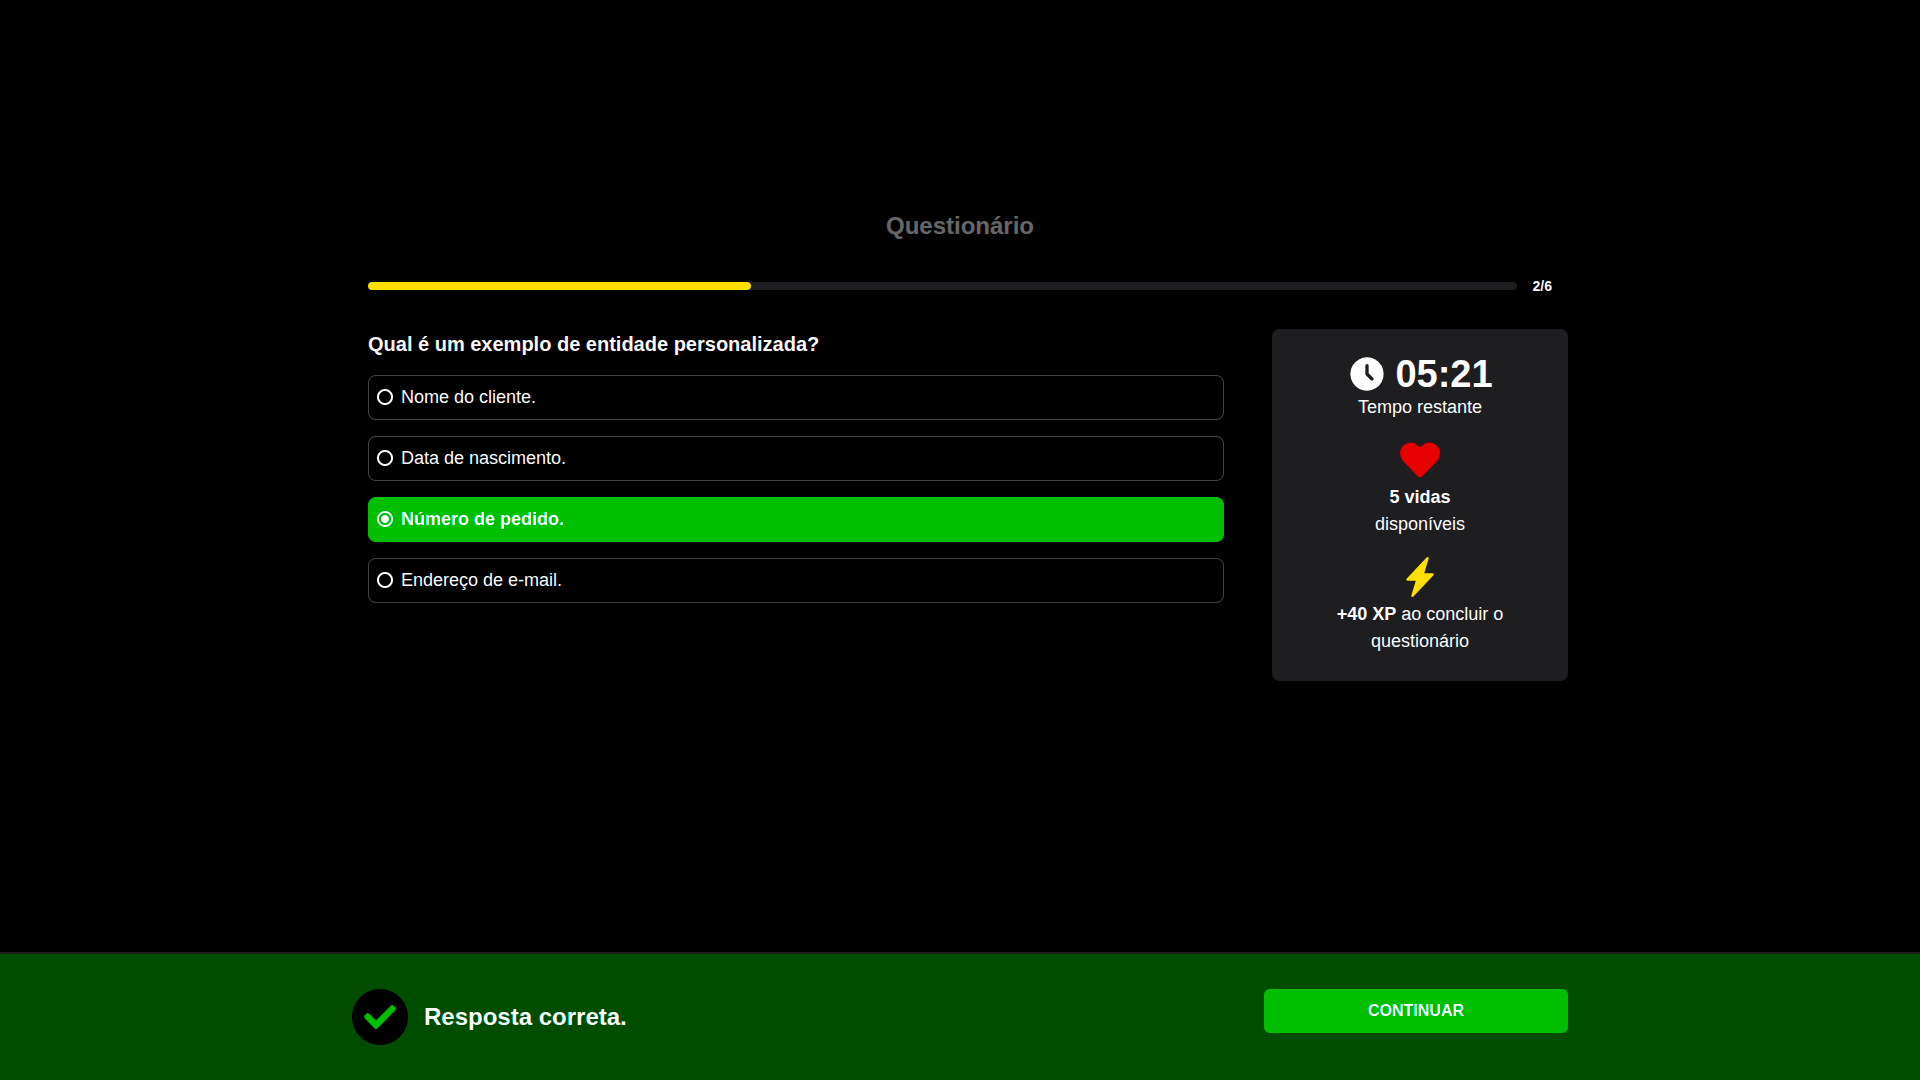 Questionário
2/6
Qual é um exemplo de entidade personalizada?
Nome do cliente.
Data de nascimento.
Número de pedido.
Endereço de e-mail.
05:21
Tempo restante
5 vidas
disponíveis
+40 XP ao concluir o
questionário
Resposta correta.
CONTINUAR